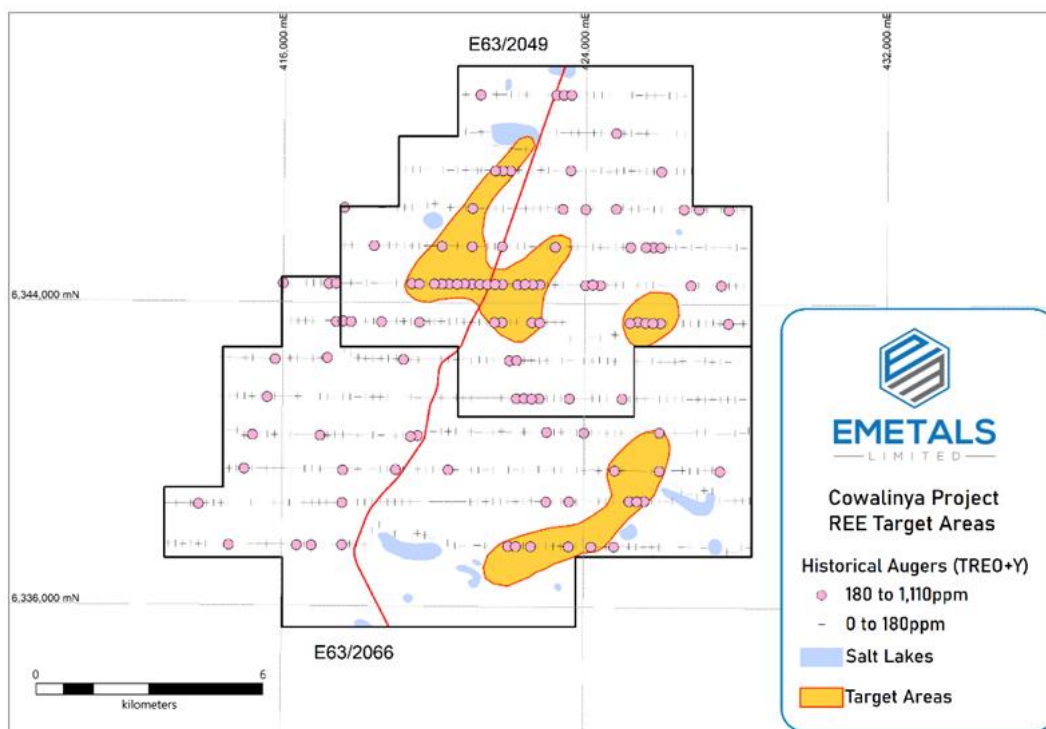 416,000 mE
424,000 mE
432,000 mE
E63/2049
6,344,000 mN
6,336,000 mN
E63/2066
0 6
kilometers
EMETALS
LIMITED
Cowalinya Project
REE Target Areas
Historical Augers (TREO+Y)
180 to 1,110ppm
0 to 180ppm
Salt Lakes
Target Areas